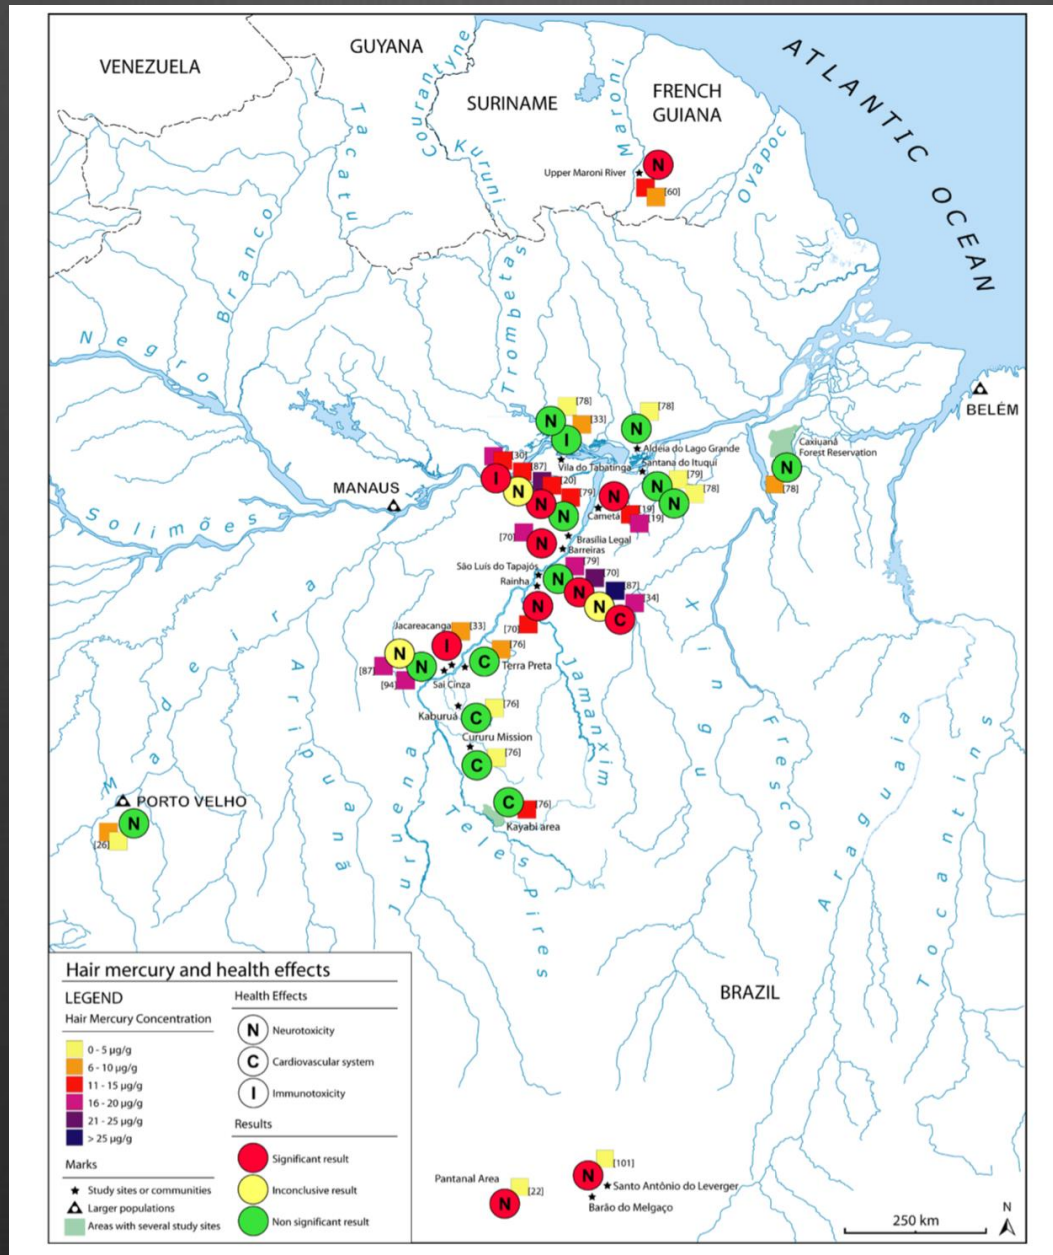 VENEZUELA
GUYANA
SURINAME
FRENCH
GUIANA
ATLANTIC OCEAN
Courantyne
Kuruni
Maroni
Oyapoc
Tacatu
Branco
Negro
Trombetas
Upper Maroni River
[60]
BELÉM
MANAUS
Solimões
[78]
[33]
[78]
Aldeia do Lago Grande
Vila do Tabatinga
Santana do Ituqui
Caxiuanã
Forest Reservation
[78]
[30]
[87]
[20]
[79]
[79]
[78]
Cametá
[19]
[19]
[70]
Brasília Legal
Barreiras
São Luís do Tapajós
Rainha
[79]
[70]
[87]
[34]
[70]
Jacareacanga
[33]
[76]
Terra Preta
[87]
[94]
Sai Cinza
Kaburuá
[76]
Cururu Mission
[76]
[76]
Kayabi area
Madeira
Aripuanã
Juruena
Teles Pires
Jamanxim
Xingu
Fresco
Araguaia
Tocantins
PORTO VELHO
[26]
BRAZIL
N
I
N
N
N
I
N
N
N
N
N
N
N
N
N
N
N
C
N
N
N
I
C
C
C
C
N
N
N
Pantanal Area
[22]
[101]
Santo Antônio do Leverger
Barão do Melgaço
250 km
N
Hair mercury and health effects
LEGEND
Hair Mercury Concentration
0 - 5 µg/g
6 - 10 µg/g
11 - 15 µg/g
16 - 20 µg/g
21 - 25 µg/g
> 25 µg/g
Marks
Study sites or communities
Larger populations
Areas with several study sites
Health Effects
N Neurotoxicity
C Cardiovascular system
I Immunotoxicity
Results
Significant result
Inconclusive result
Non significant result